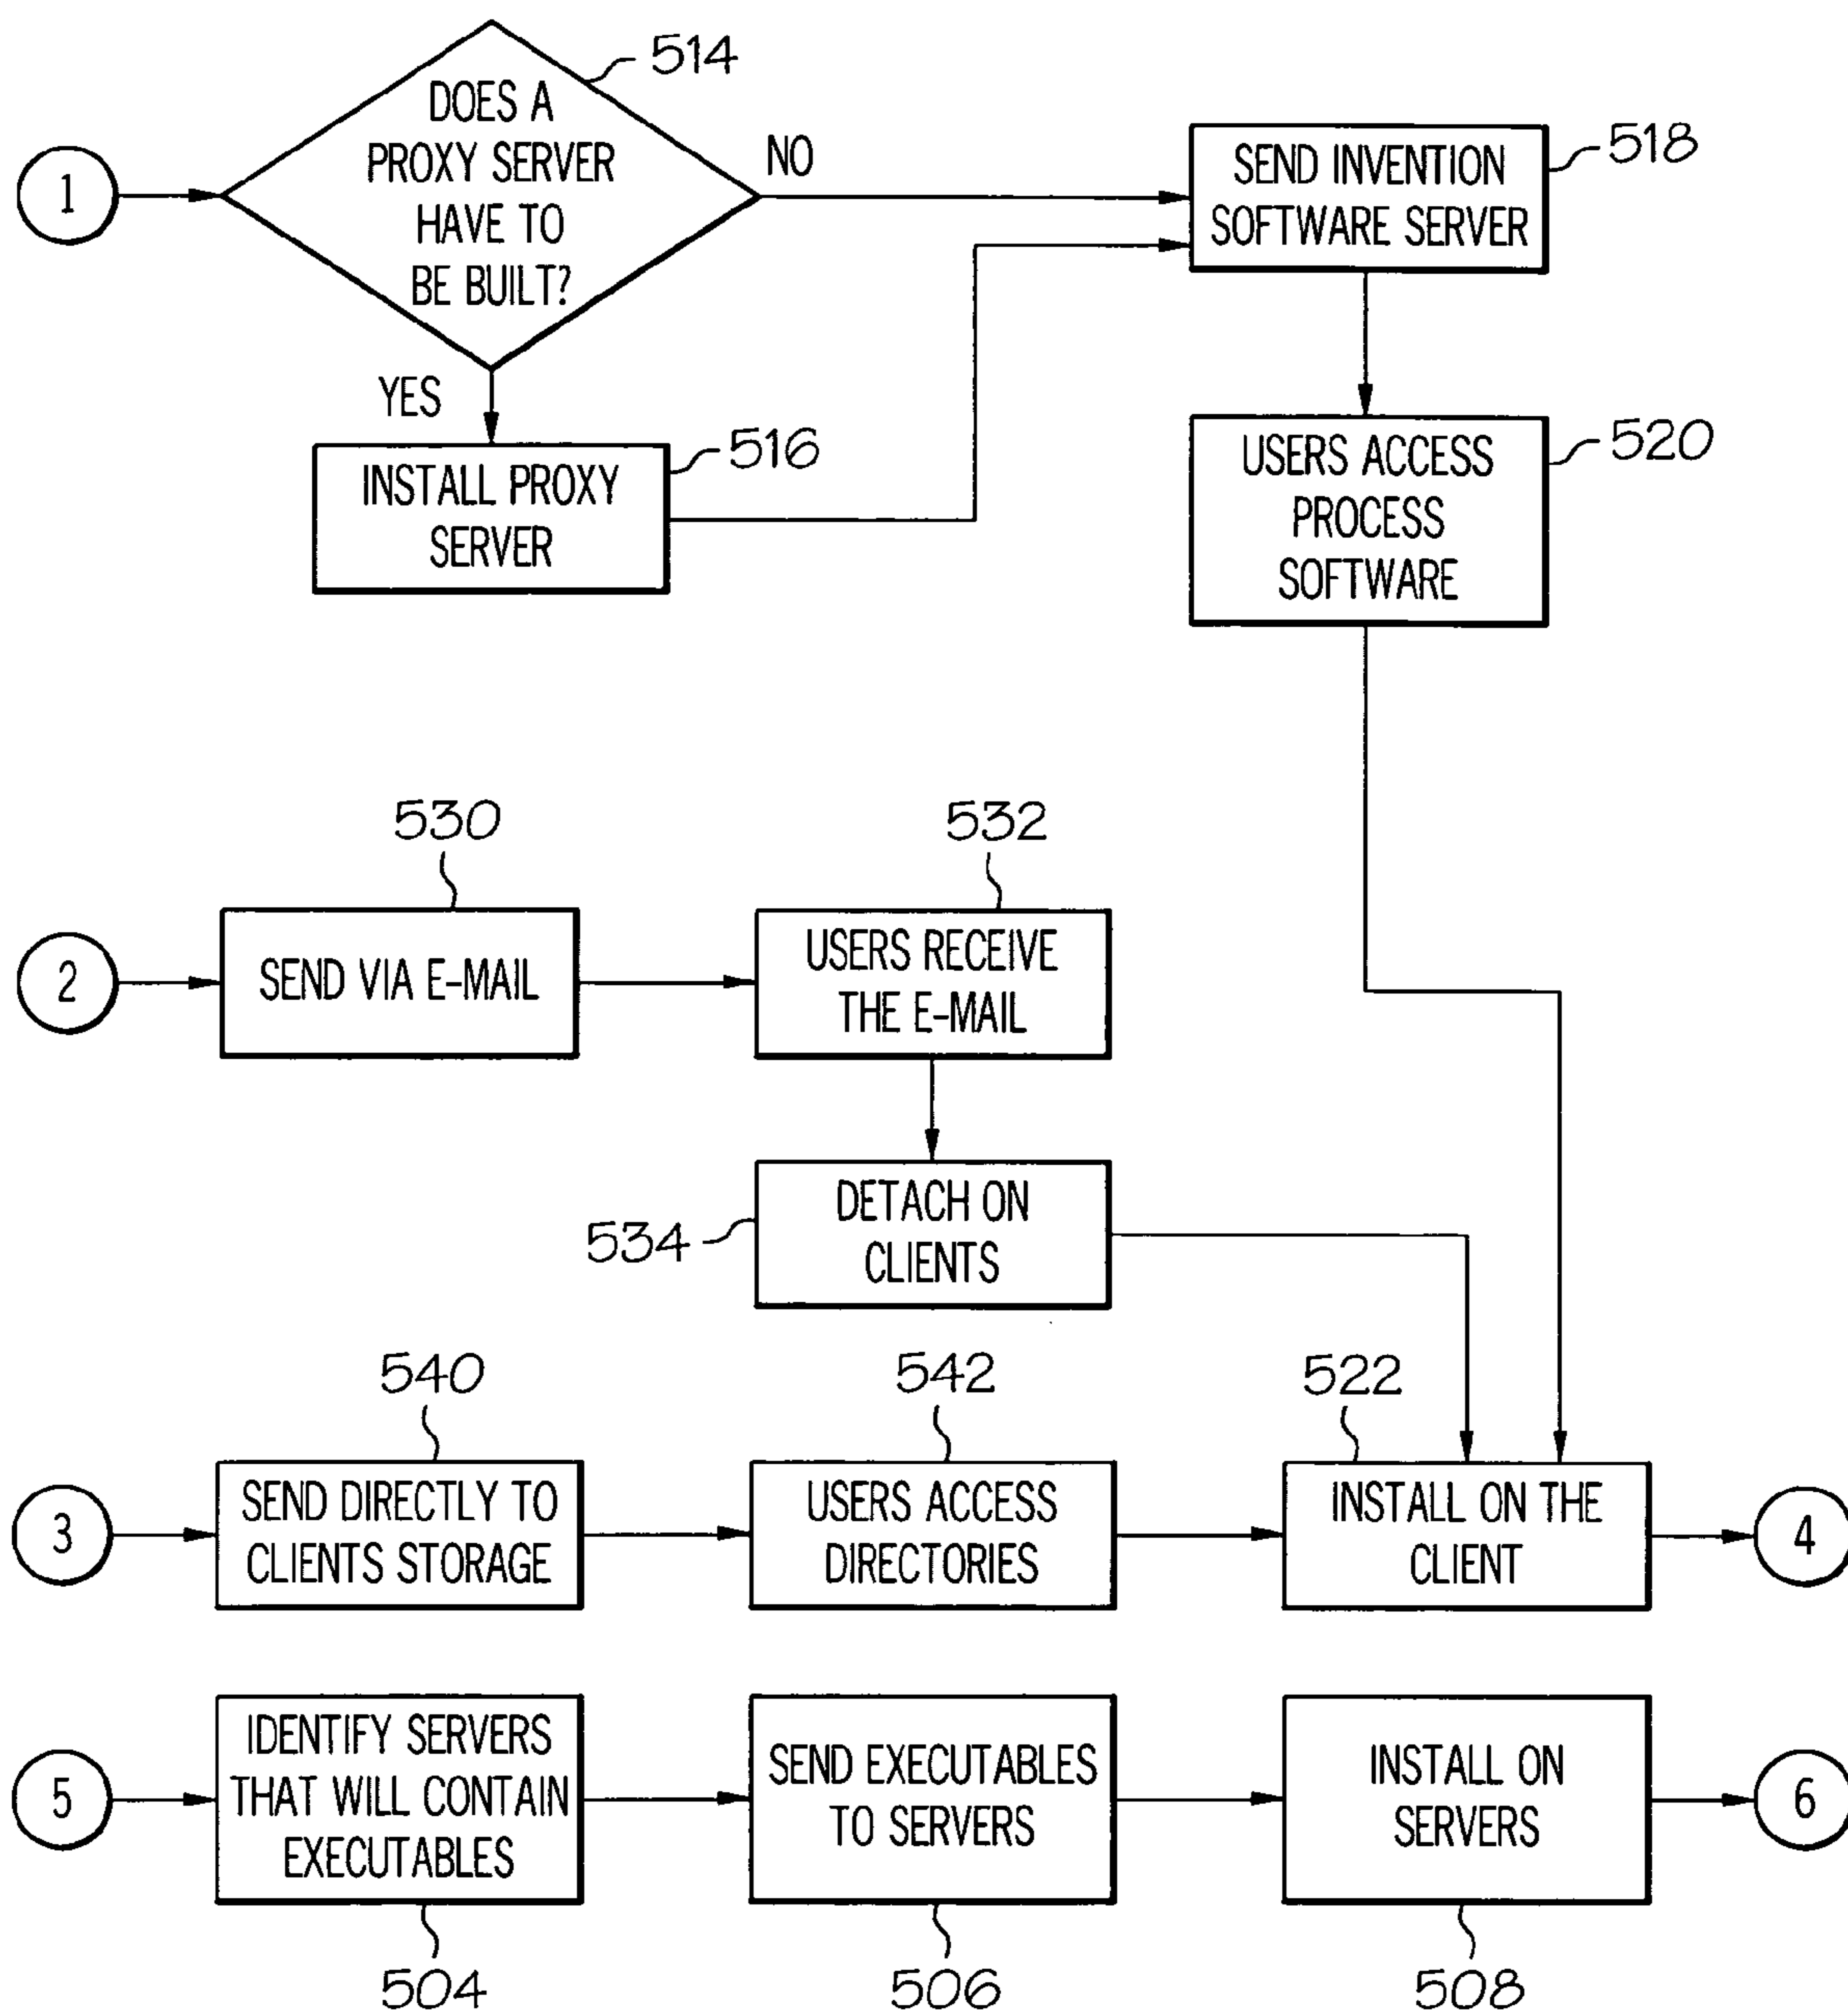 514
DOES A
PROXY SERVER
HAVE TO
BE BUILT?
1
NO
YES
SEND INVENTION
SOFTWARE SERVER
518
INSTALL PROXY
SERVER
516
USERS ACCESS
PROCESS
SOFTWARE
520
530
532
2
SEND VIA E-MAIL
USERS RECEIVE
THE E-MAIL
DETACH ON
CLIENTS
534
540
542
522
3
SEND DIRECTLY TO
CLIENTS STORAGE
USERS ACCESS
DIRECTORIES
INSTALL ON THE
CLIENT
4
5
IDENTIFY SERVERS
THAT WILL CONTAIN
EXECUTABLES
SEND EXECUTABLES
TO SERVERS
INSTALL ON
SERVERS
6
504
506
508